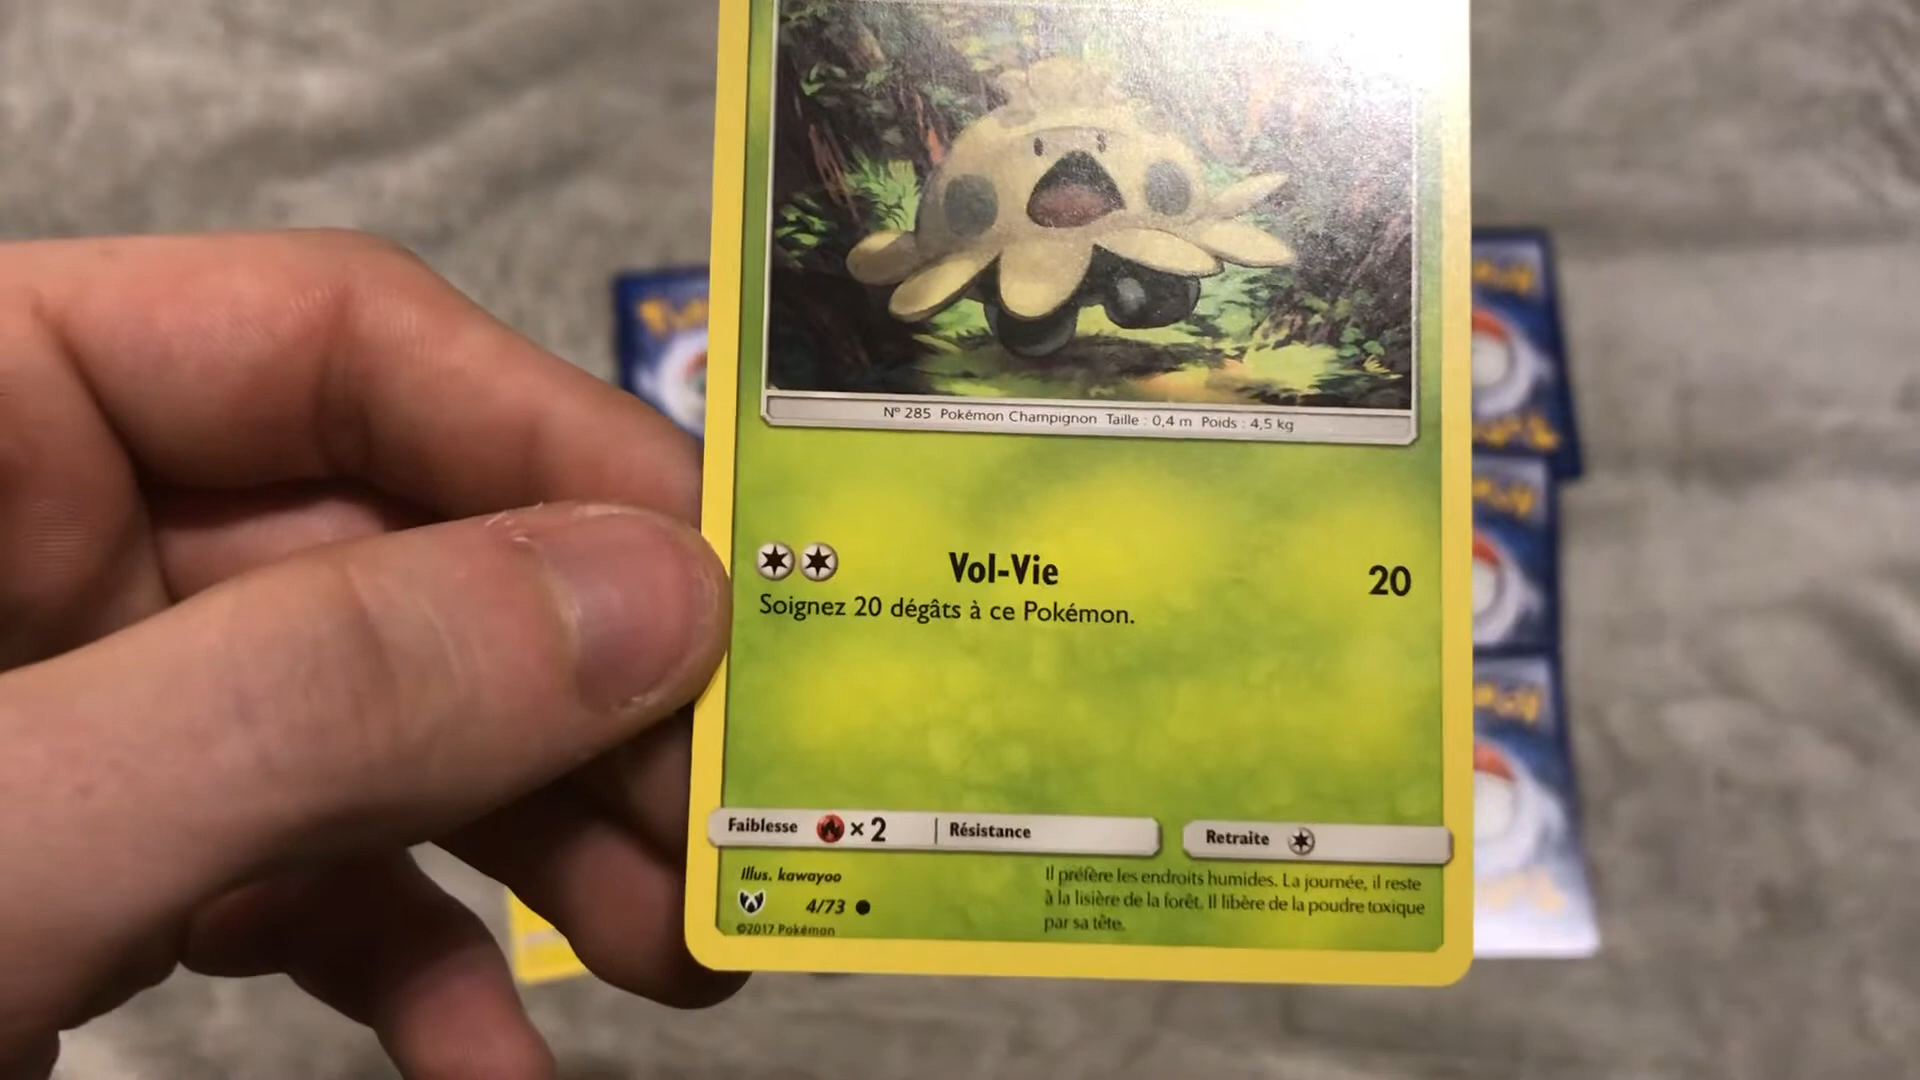 N° 285 Pokémon Champignon Taille : 0,4 m Poids : 4,5 kg
Vol-Vie 20
Soignez 20 dégâts à ce Pokémon.
Faiblesse ×2 Résistance Retraite
Illus. kawayoo
4/73
©2017 Pokémon
Il préfère les endroits humides. La journée, il reste
à la lisière de la forêt. Il libère de la poudre toxique
par sa tête.